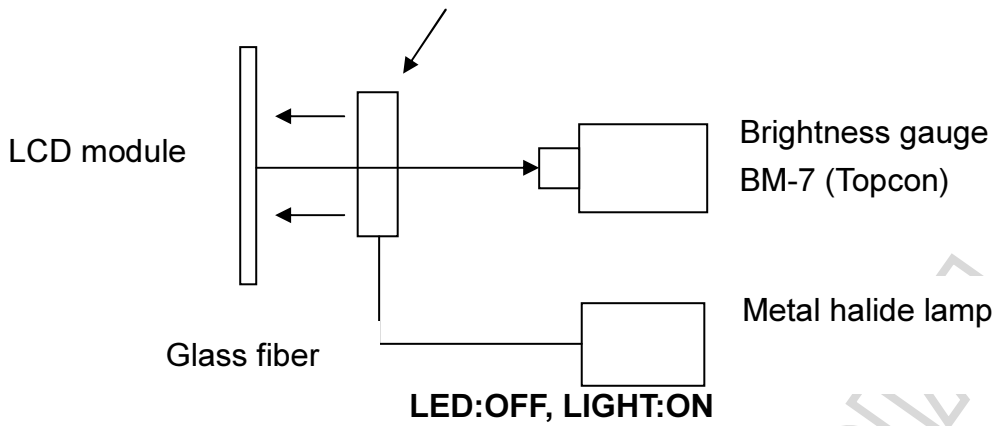 LCD module
Brightness gauge
BM-7 (Topcon)
Metal halide lamp
Glass fiber
LED:OFF, LIGHT:ON